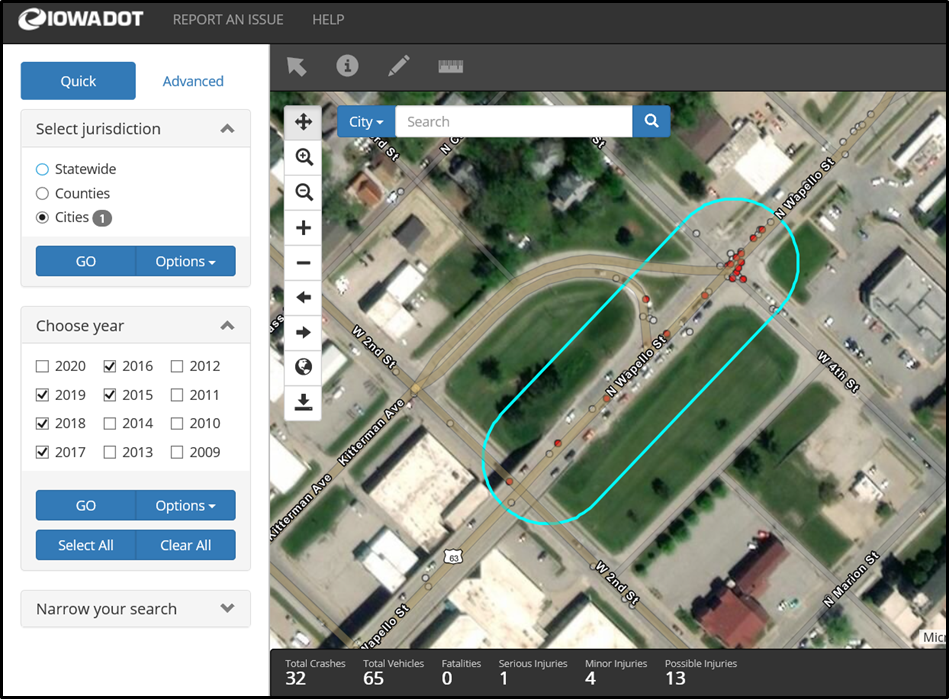 IOWADOT
REPORT AN ISSUE
HELP
Quick
Advanced
Select jurisdiction
Statewide
Counties
Cities 1
GO
Options
Choose year
2020 2016 2012
2019 2015 2011
2018 2014 2010
2017 2013 2009
GO
Options
Select All
Clear All
Narrow your search
City
Search
rd St
N C
St
N Wapello St
W 2nd St
N Wapello St
W 4th St
Kitterman Ave
Kitterman Ave
63
W 2nd St
N Marion St
Wapello St
Micr
Total Crashes
32
Total Vehicles
65
Fatalities
0
Serious Injuries
1
Minor Injuries
4
Possible Injuries
13